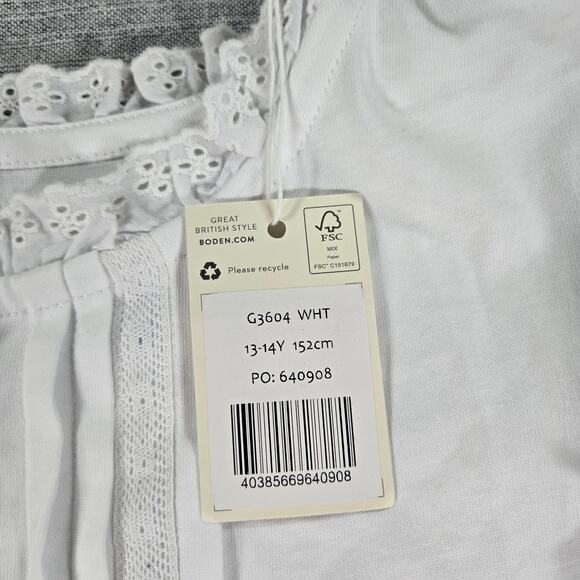 GREAT
BRITISH STYLE
BODEN.COM
FSC
MIX
Paper
FSC® C151679
Please recycle
G3604 WHT
13-14Y 152cm
PO: 640908
40385669640908